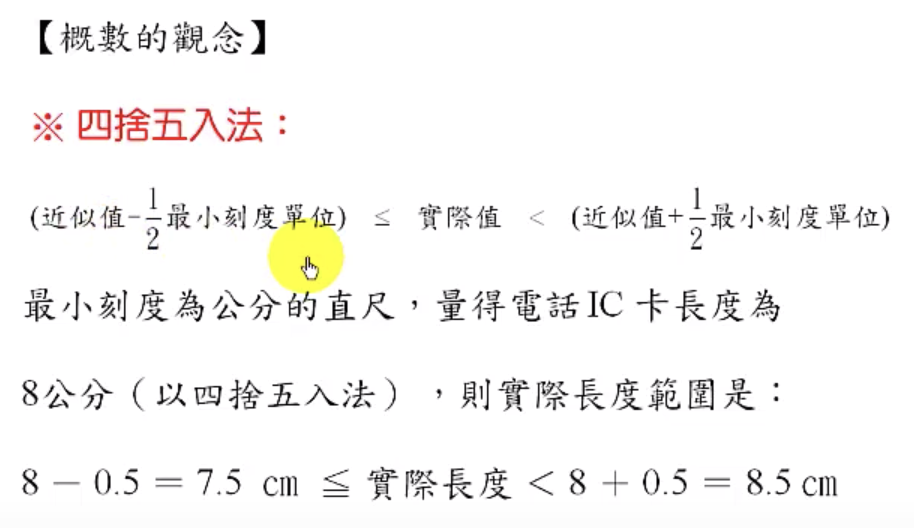 【概數的觀念】
※ 四捨五入法：
(近似值-1/2最小刻度單位) ≤ 實際值 < (近似值+1/2最小刻度單位)
最小刻度為公分的直尺，量得電話IC卡長度為
8公分（以四捨五入法），則實際長度範圍是：
8 － 0.5 ＝ 7.5 cm ≦ 實際長度 < 8 + 0.5 = 8.5 cm